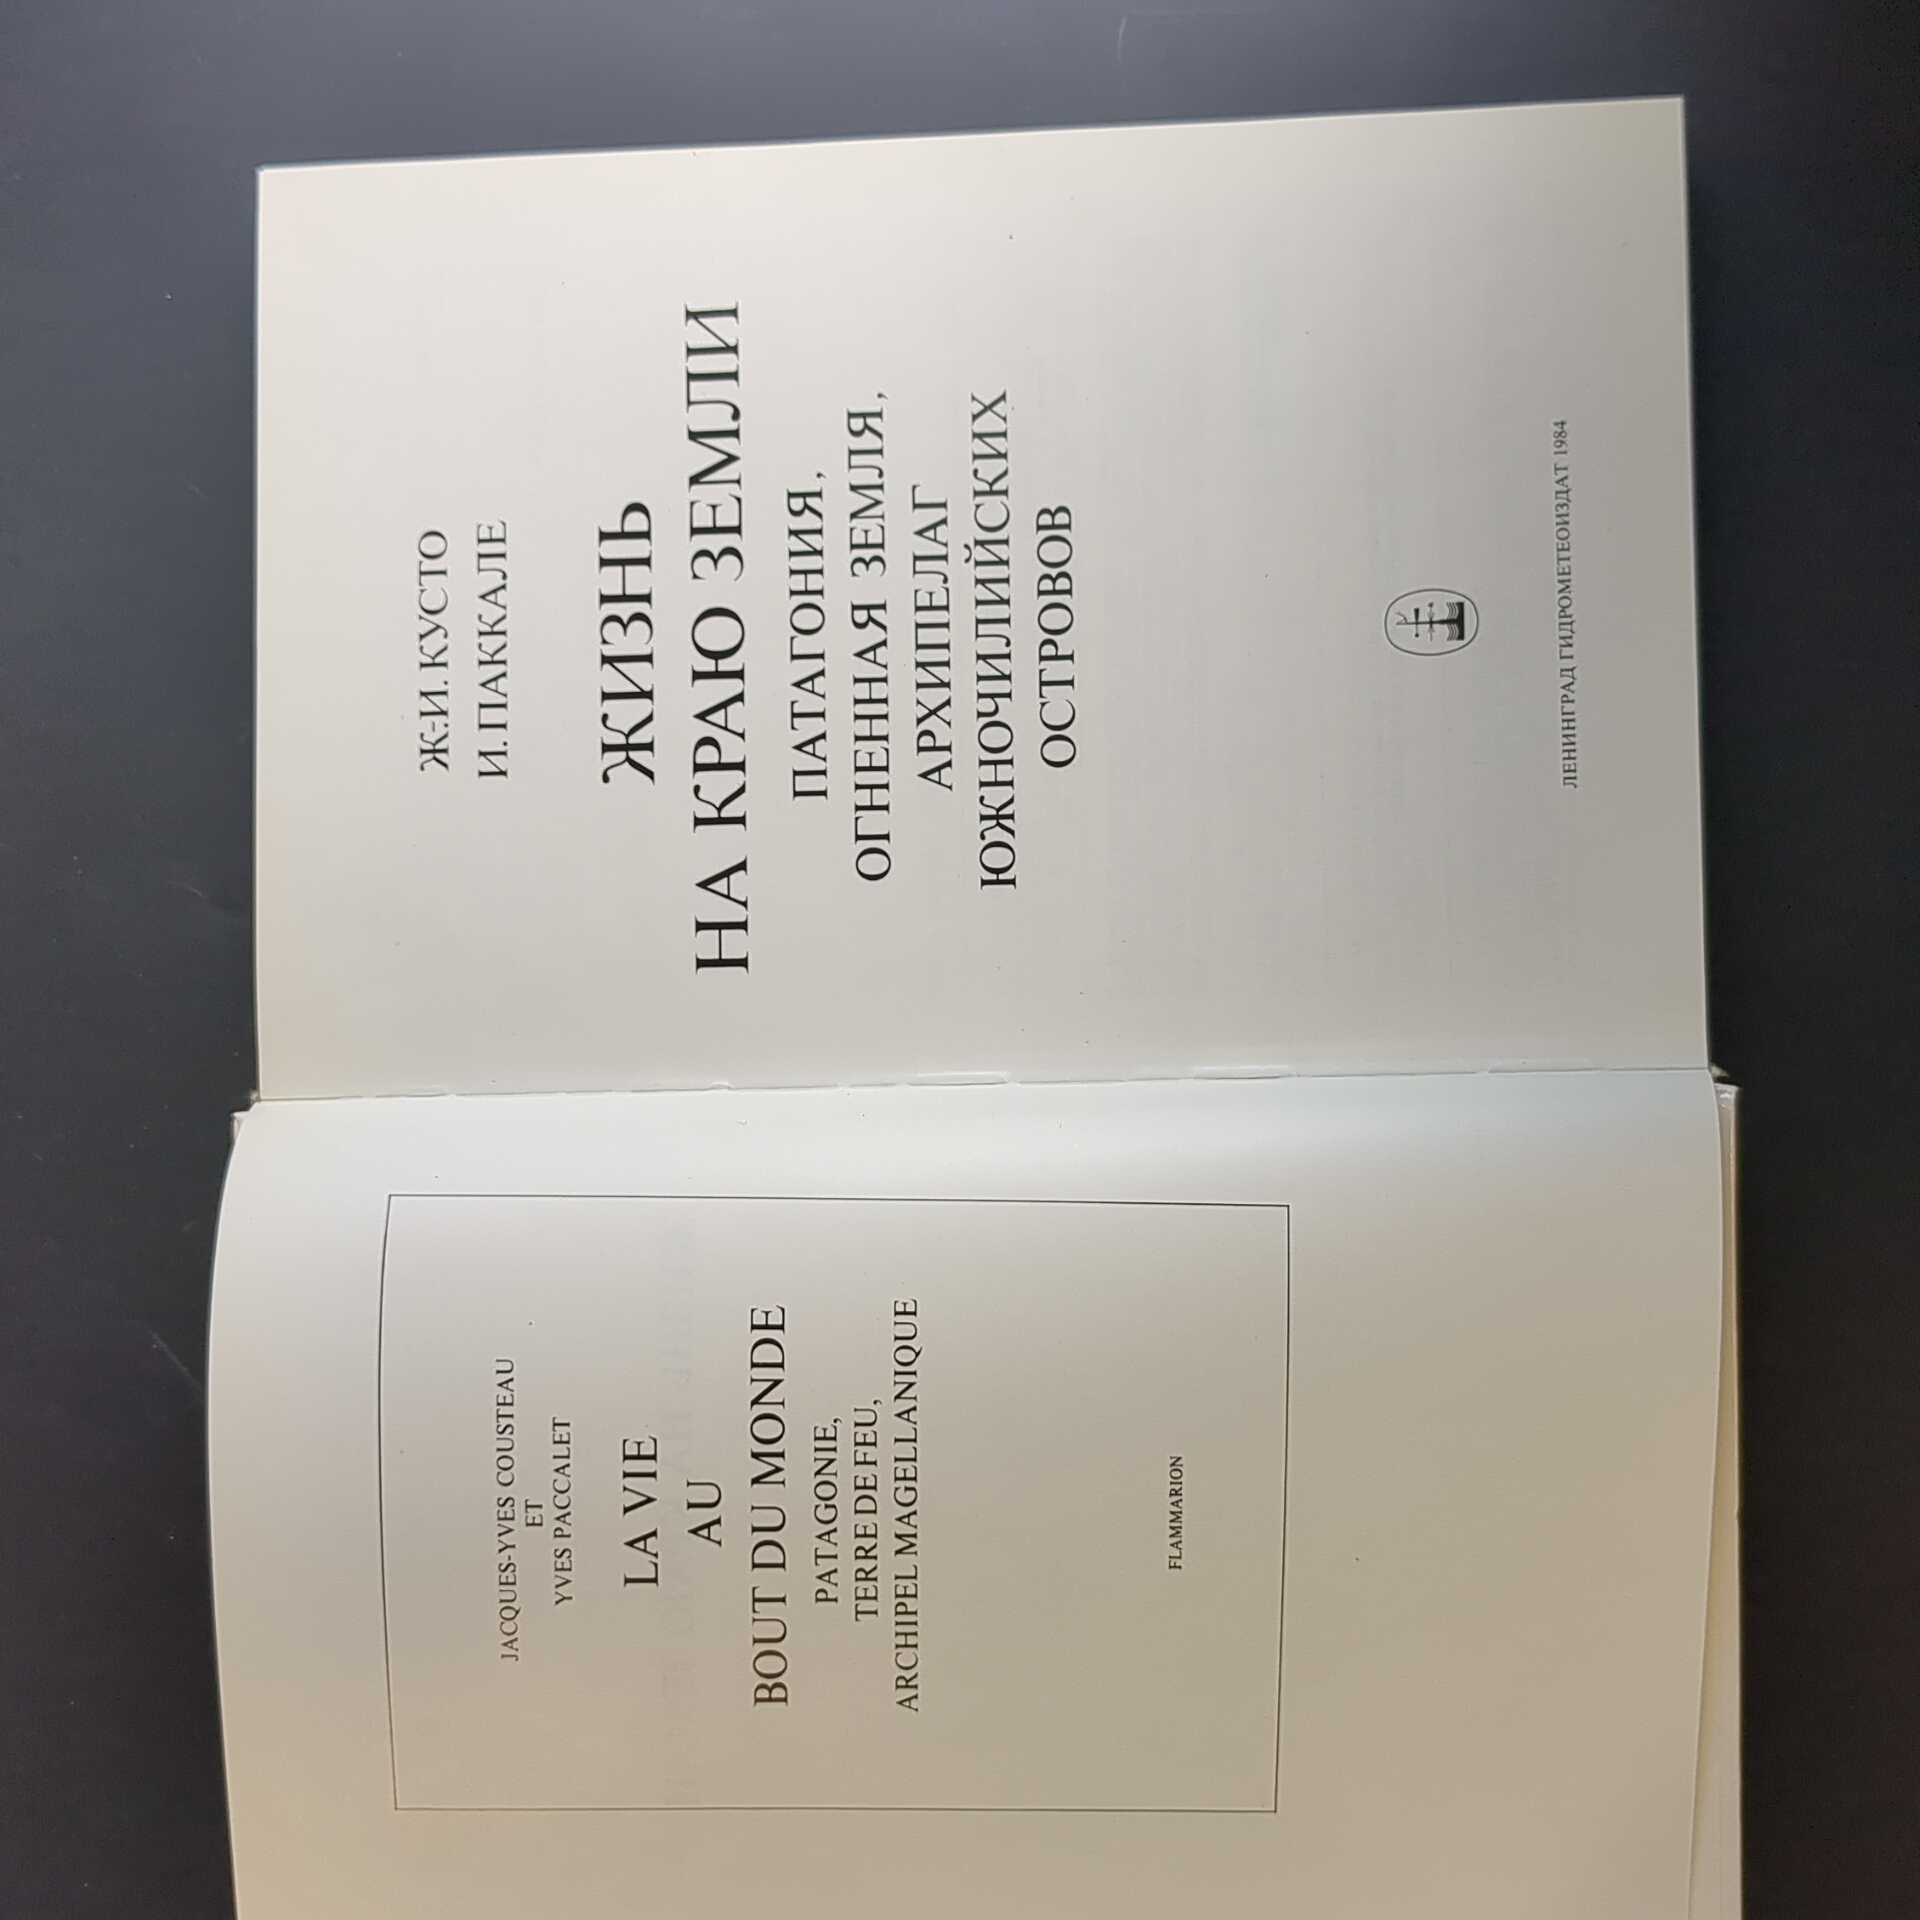 JACQUES-YVES COUSTEAU
ET
YVES PACCALET
LA VIE
AU
BOUT DU MONDE
PATAGONIE,
TERRE DE FEU,
ARCHIPEL MAGELLANIQUE
FLAMMARION
Ж.-И. КУСТО
И. ПАККАЛЕ
ЖИЗНЬ
НА КРАЮ ЗЕМЛИ
ПАТАГОНИЯ,
ОГНЕННАЯ ЗЕМЛЯ,
АРХИПЕЛАГ
ЮЖНОЧИЛИЙСКИХ
ОСТРОВОВ
ЛЕНИНГРАД ГИДРОМЕТЕОИЗДАТ 1984